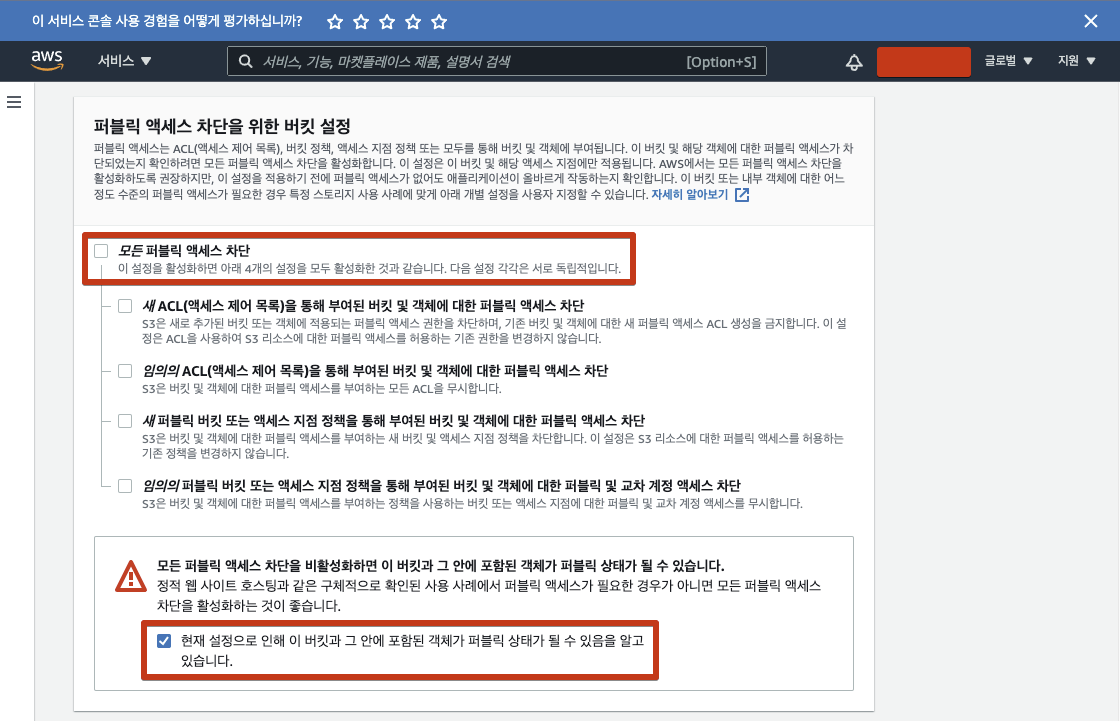 이 서비스 콘솔 사용 경험을 어떻게 평가하십니까?
aws
서비스
서비스, 기능, 마켓플레이스 제품, 설명서 검색
[Option+S]
글로벌
지원
퍼블릭 액세스 차단을 위한 버킷 설정
퍼블릭 액세스는 ACL(액세스 제어 목록), 버킷 정책, 액세스 지점 정책 또는 모두를 통해 버킷 및 객체에 부여됩니다. 이 버킷 및 해당 객체에 대한 퍼블릭 액세스가 차
단되었는지 확인하려면 모든 퍼블릭 액세스 차단을 활성화합니다. 이 설정은 이 버킷 및 해당 액세스 지점에만 적용됩니다. AWS에서는 모든 퍼블릭 액세스 차단을
활성화하도록 권장하지만, 이 설정을 적용하기 전에 퍼블릭 액세스가 없어도 애플리케이션이 올바르게 작동하는지 확인합니다. 이 버킷 또는 내부 객체에 대한 어느
정도 수준의 퍼블릭 액세스가 필요한 경우 특정 스토리지 사용 사례에 맞게 아래 개별 설정을 사용자 지정할 수 있습니다. 자세히 알아보기
모든 퍼블릭 액세스 차단
이 설정을 활성화하면 아래 4개의 설정을 모두 활성화한 것과 같습니다. 다음 설정 각각은 서로 독립적입니다.
새 ACL(액세스 제어 목록)을 통해 부여된 버킷 및 객체에 대한 퍼블릭 액세스 차단
S3은 새로 추가된 버킷 또는 객체에 적용되는 퍼블릭 액세스 권한을 차단하며, 기존 버킷 및 객체에 대한 새 퍼블릭 액세스 ACL 생성을 금지합니다. 이 설
정은 ACL을 사용하여 S3 리소스에 대한 퍼블릭 액세스를 허용하는 기존 권한을 변경하지 않습니다.
임의의 ACL(액세스 제어 목록)을 통해 부여된 버킷 및 객체에 대한 퍼블릭 액세스 차단
S3은 버킷 및 객체에 대한 퍼블릭 액세스를 부여하는 모든 ACL을 무시합니다.
새 퍼블릭 버킷 또는 액세스 지점 정책을 통해 부여된 버킷 및 객체에 대한 퍼블릭 액세스 차단
S3은 버킷 및 객체에 대한 퍼블릭 액세스를 부여하는 새 버킷 및 액세스 지점 정책을 차단합니다. 이 설정은 S3 리소스에 대한 퍼블릭 액세스를 허용하는
기존 정책을 변경하지 않습니다.
임의의 퍼블릭 버킷 또는 액세스 지점 정책을 통해 부여된 버킷 및 객체에 대한 퍼블릭 및 교차 계정 액세스 차단
S3은 버킷 및 객체에 대한 퍼블릭 액세스를 부여하는 정책을 사용하는 버킷 또는 액세스 지점에 대한 퍼블릭 및 교차 계정 액세스를 무시합니다.
모든 퍼블릭 액세스 차단을 비활성화하면 이 버킷과 그 안에 포함된 객체가 퍼블릭 상태가 될 수 있습니다.
정적 웹 사이트 호스팅과 같은 구체적으로 확인된 사용 사례에서 퍼블릭 액세스가 필요한 경우가 아니면 모든 퍼블릭 액세스
차단을 활성화하는 것이 좋습니다.
현재 설정으로 인해 이 버킷과 그 안에 포함된 객체가 퍼블릭 상태가 될 수 있음을 알고
있습니다.